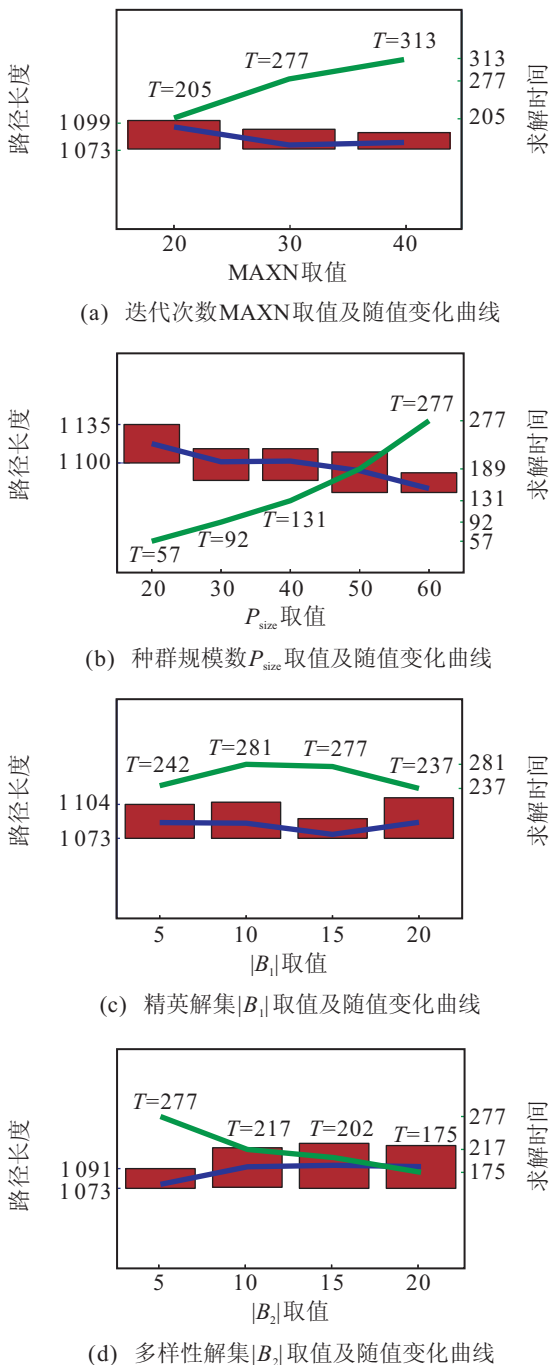 T=313
T=277
T=205
313
277
205
1 099
1 073
路径长度
求解时间
20 30 40
MAXN取值
(a) 迭代次数MAXN取值及随值变化曲线
T=277
277
189
131
92
57
1 135
1 100
路径长度
求解时间
T=131
T=92
T=57
20 30 40 50 60
Psize取值
(b) 种群规模数Psize取值及随值变化曲线
T=242
T=281
T=277
T=237
281
237
1 104
1 073
路径长度
求解时间
5 10 15 20
|B1|取值
(c) 精英解集|B1|取值及随值变化曲线
T=277
T=217
T=202
T=175
277
217
175
1 091
1 073
路径长度
求解时间
5 10 15 20
|B2|取值
(d) 多样性解集|B2|取值及随值变化曲线